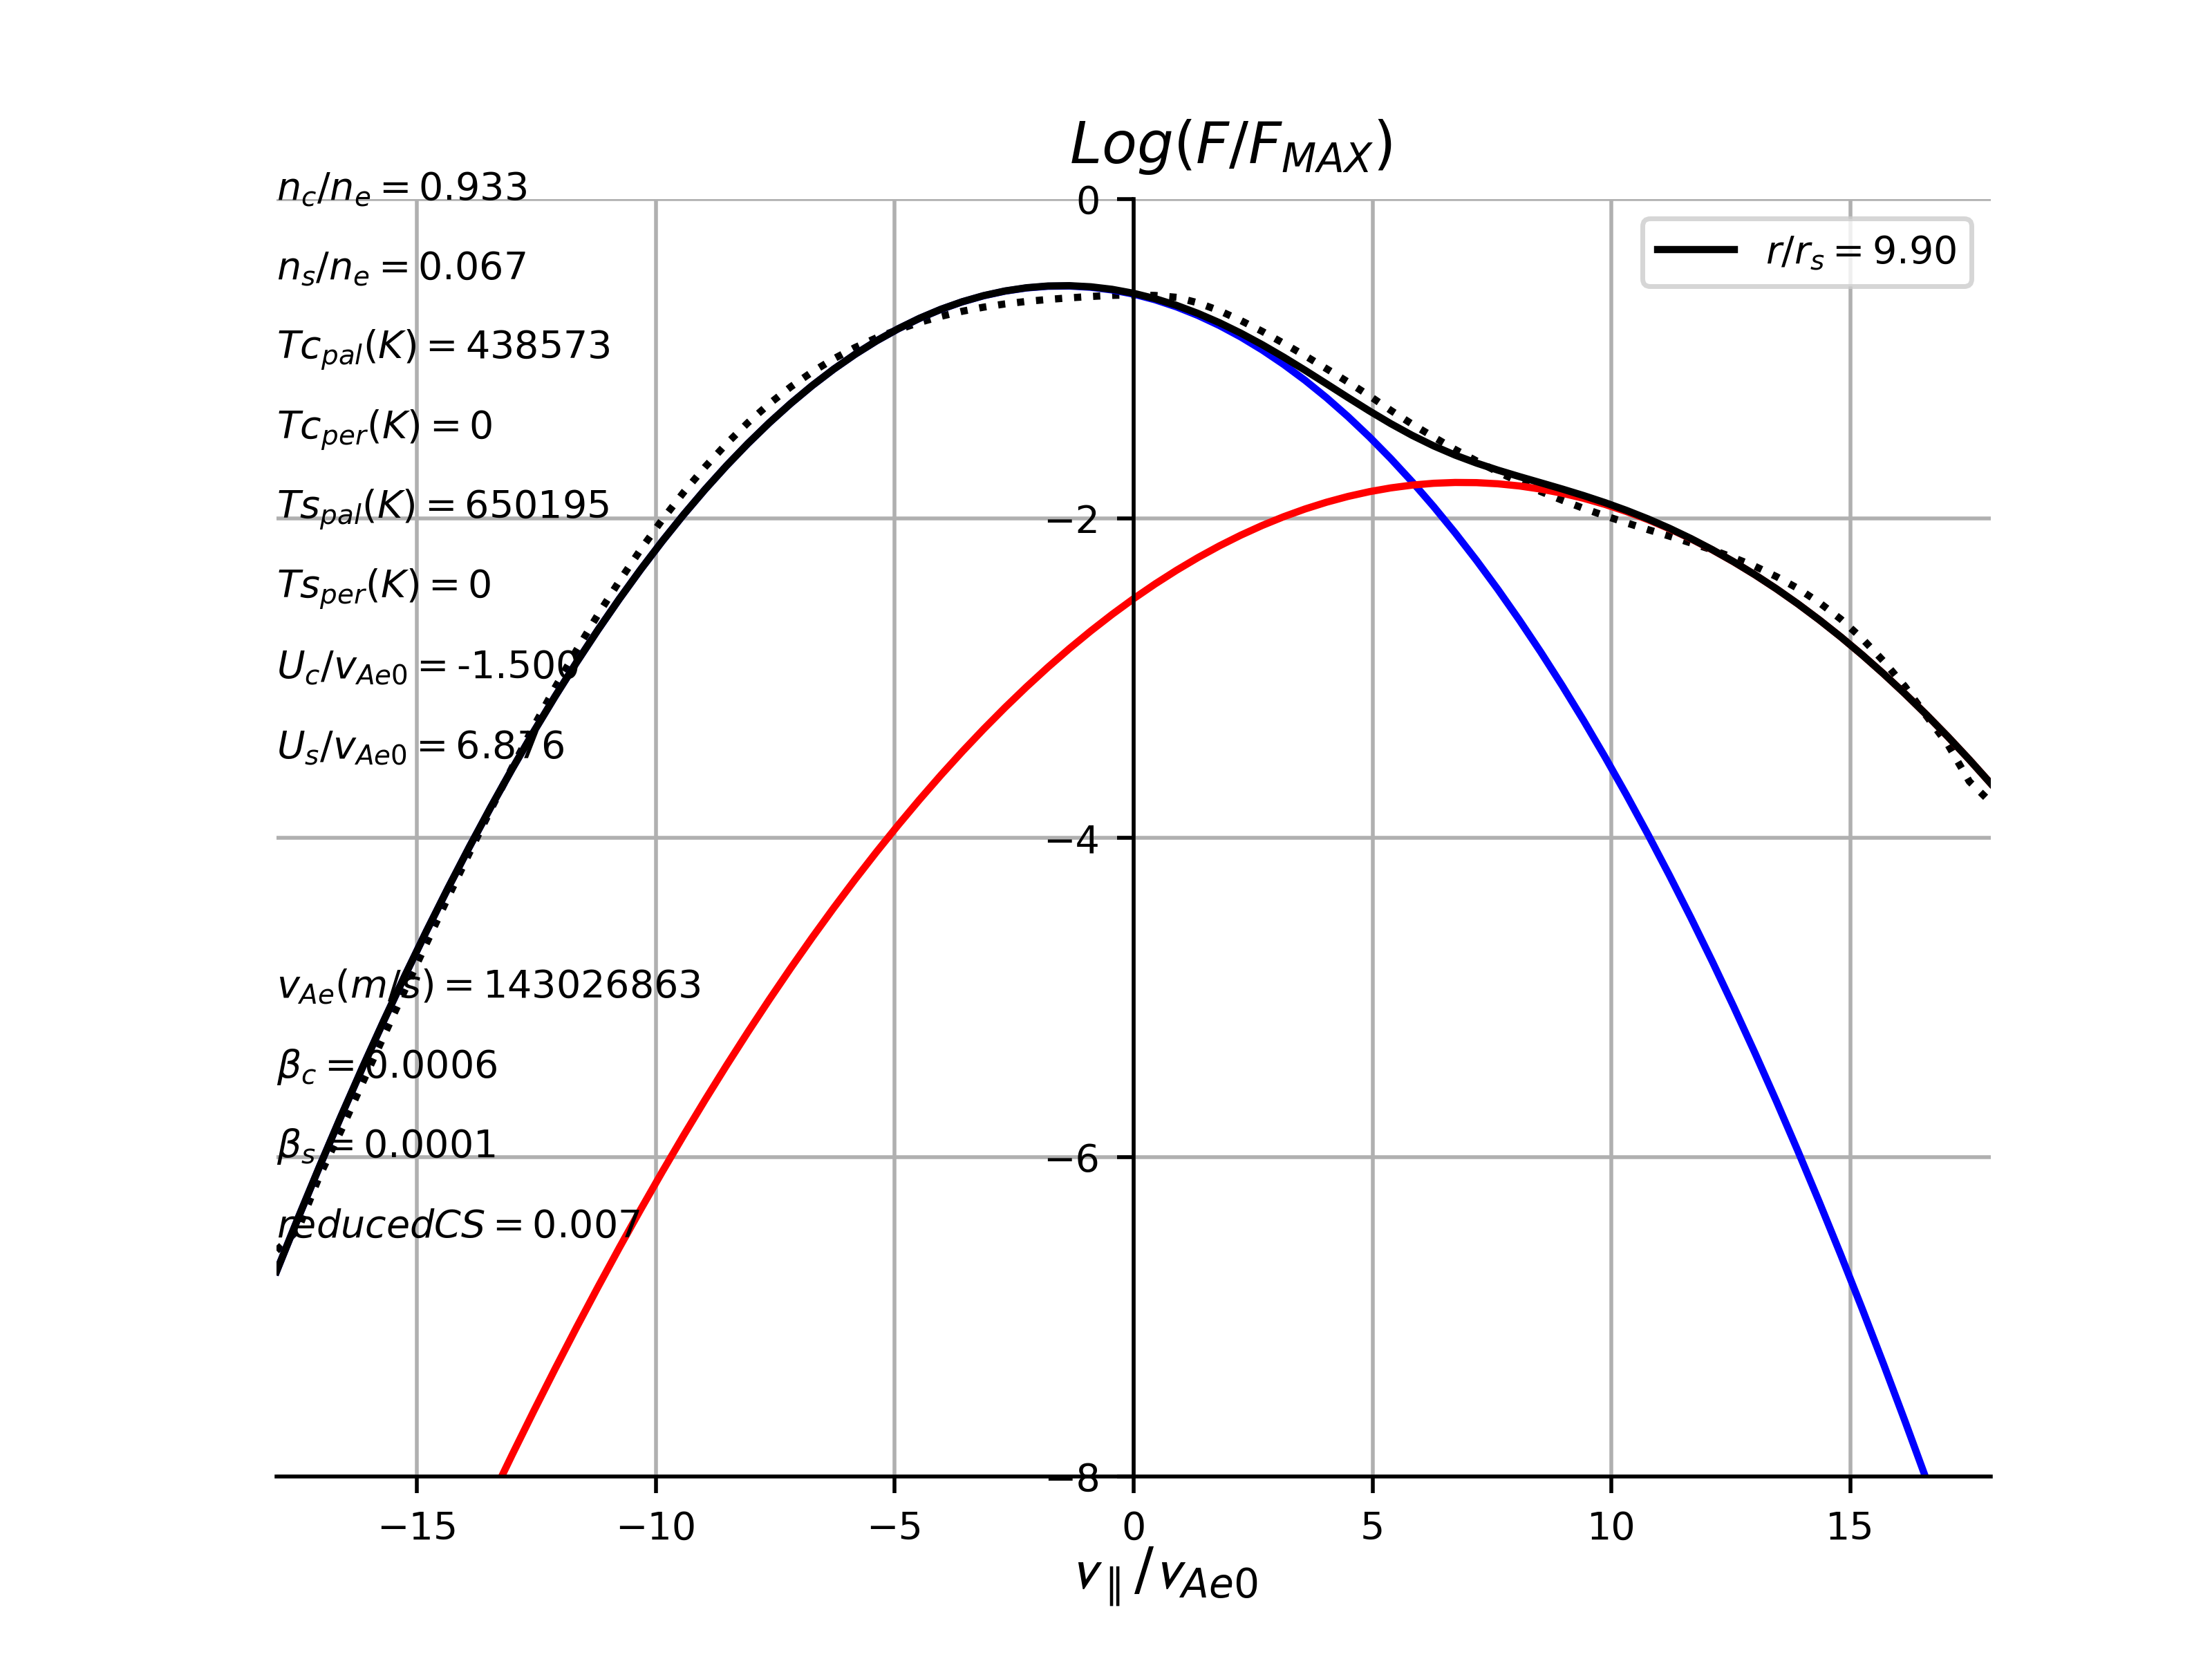 Log(F/F_MAX)
n_c/n_e = 0.933
0
r/r_s = 9.90
n_s/n_e = 0.067
Tc_pal(K) = 438573
Tc_per(K) = 0
Ts_pal(K) = 650195
−2
Ts_per(K) = 0
U_c/v_Ae0 = -1.500
U_s/v_Ae0 = 6.876
−4
v_Ae(m/s) = 143026863
β_c = 0.0006
β_s = 0.0001
−6
reducedCS = 0.007
−8
−15 −10 −5 0 5 10 15
v_∥/v_Ae0